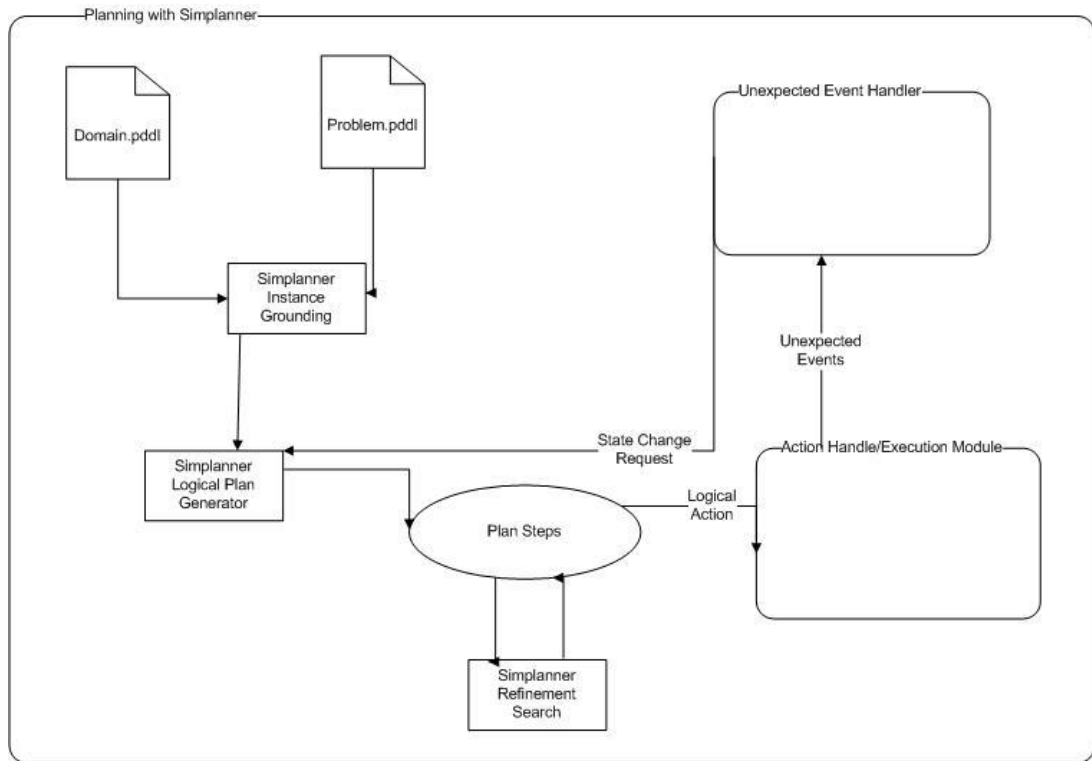 Planning with Simplanner
Domain.pddl
Problem.pddl
Unexpected Event Handler
Simplanner
Instance
Grounding
Unexpected
Events
State Change
Request
Action Handle/Execution Module
Simplanner
Logical Plan
Generator
Logical
Action
Plan Steps
Simplanner
Refinement
Search